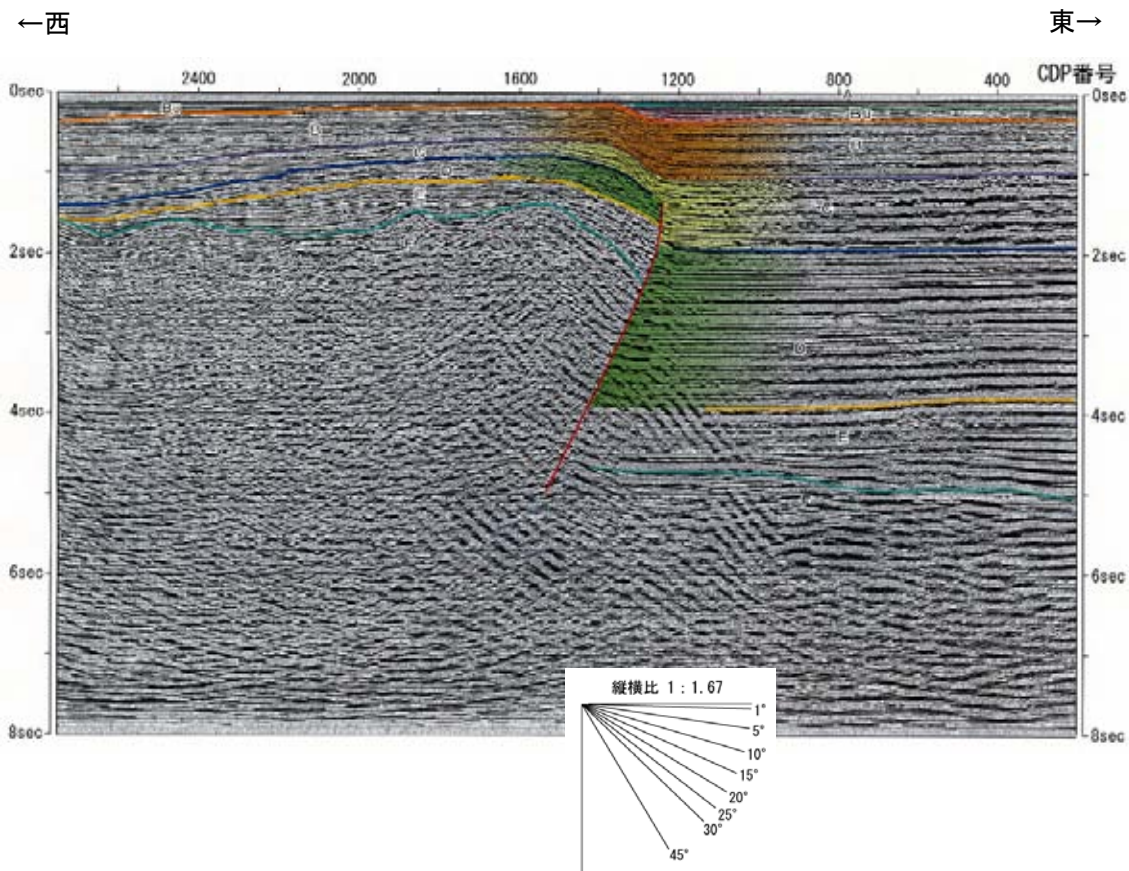 ←西
東→
2400 2000 1600 1200 800 400 CDP番号
0sec 0sec
2sec 2sec
4sec 4sec
6sec 6sec
8sec 8sec
縦横比 1：1.67
1°
5°
10°
15°
20°
25°
30°
45°